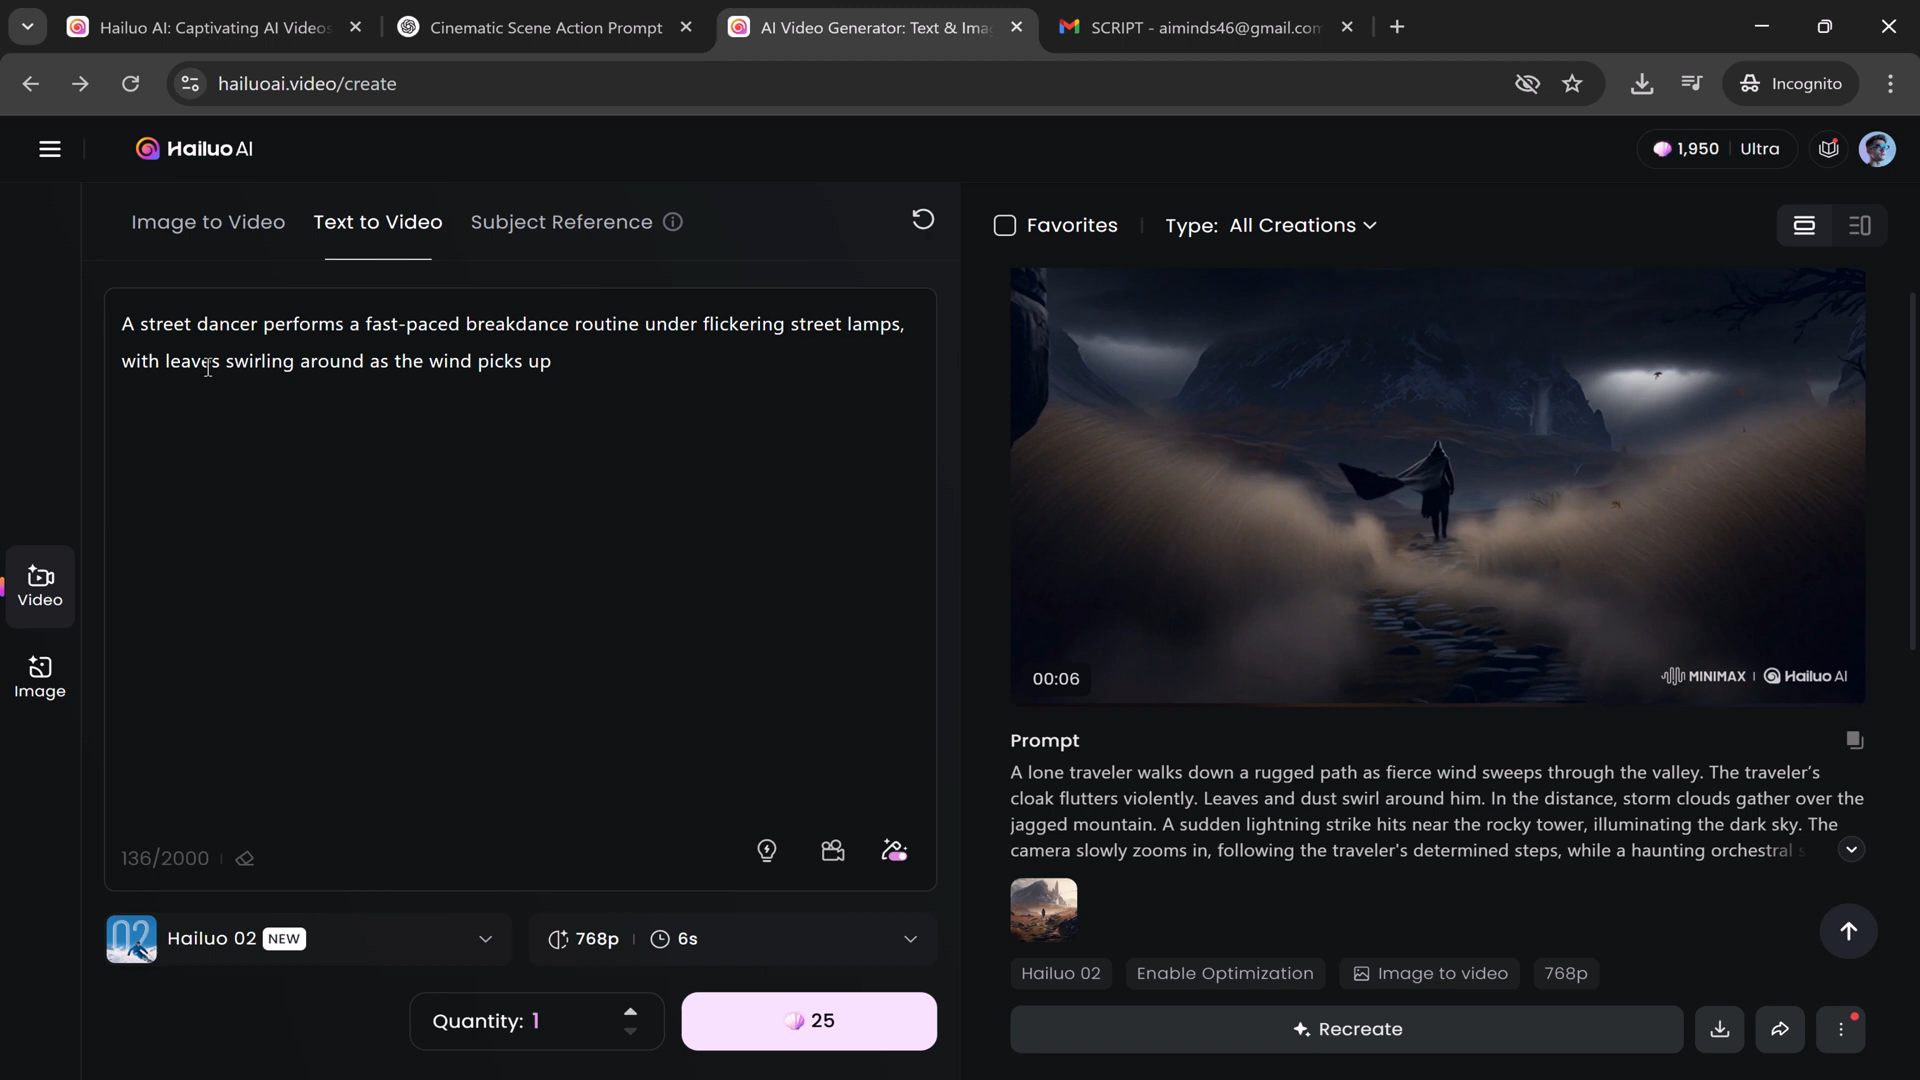 Hailuo AI: Captivating AI Videos
Cinematic Scene Action Prompt
AI Video Generator: Text & Imag
SCRIPT - aiminds46@gmail.com
hailuoai.video/create
Incognito
Hailuo AI
1,950
Ultra
Image to Video
Text to Video
Subject Reference
Favorites
Type: All Creations
A street dancer performs a fast-paced breakdance routine under flickering street lamps,
with leaves swirling around as the wind picks up
00:06
MINIMAX | Hailuo AI
Video
Image
Prompt
A lone traveler walks down a rugged path as fierce wind sweeps through the valley. The traveler's
cloak flutters violently. Leaves and dust swirl around him. In the distance, storm clouds gather over the
jagged mountain. A sudden lightning strike hits near the rocky tower, illuminating the dark sky. The
camera slowly zooms in, following the traveler's determined steps, while a haunting orchestral s
136/2000
02
Hailuo 02 NEW
768p
6s
Hailuo 02
Enable Optimization
Image to video
768p
Quantity: 1
25
Recreate